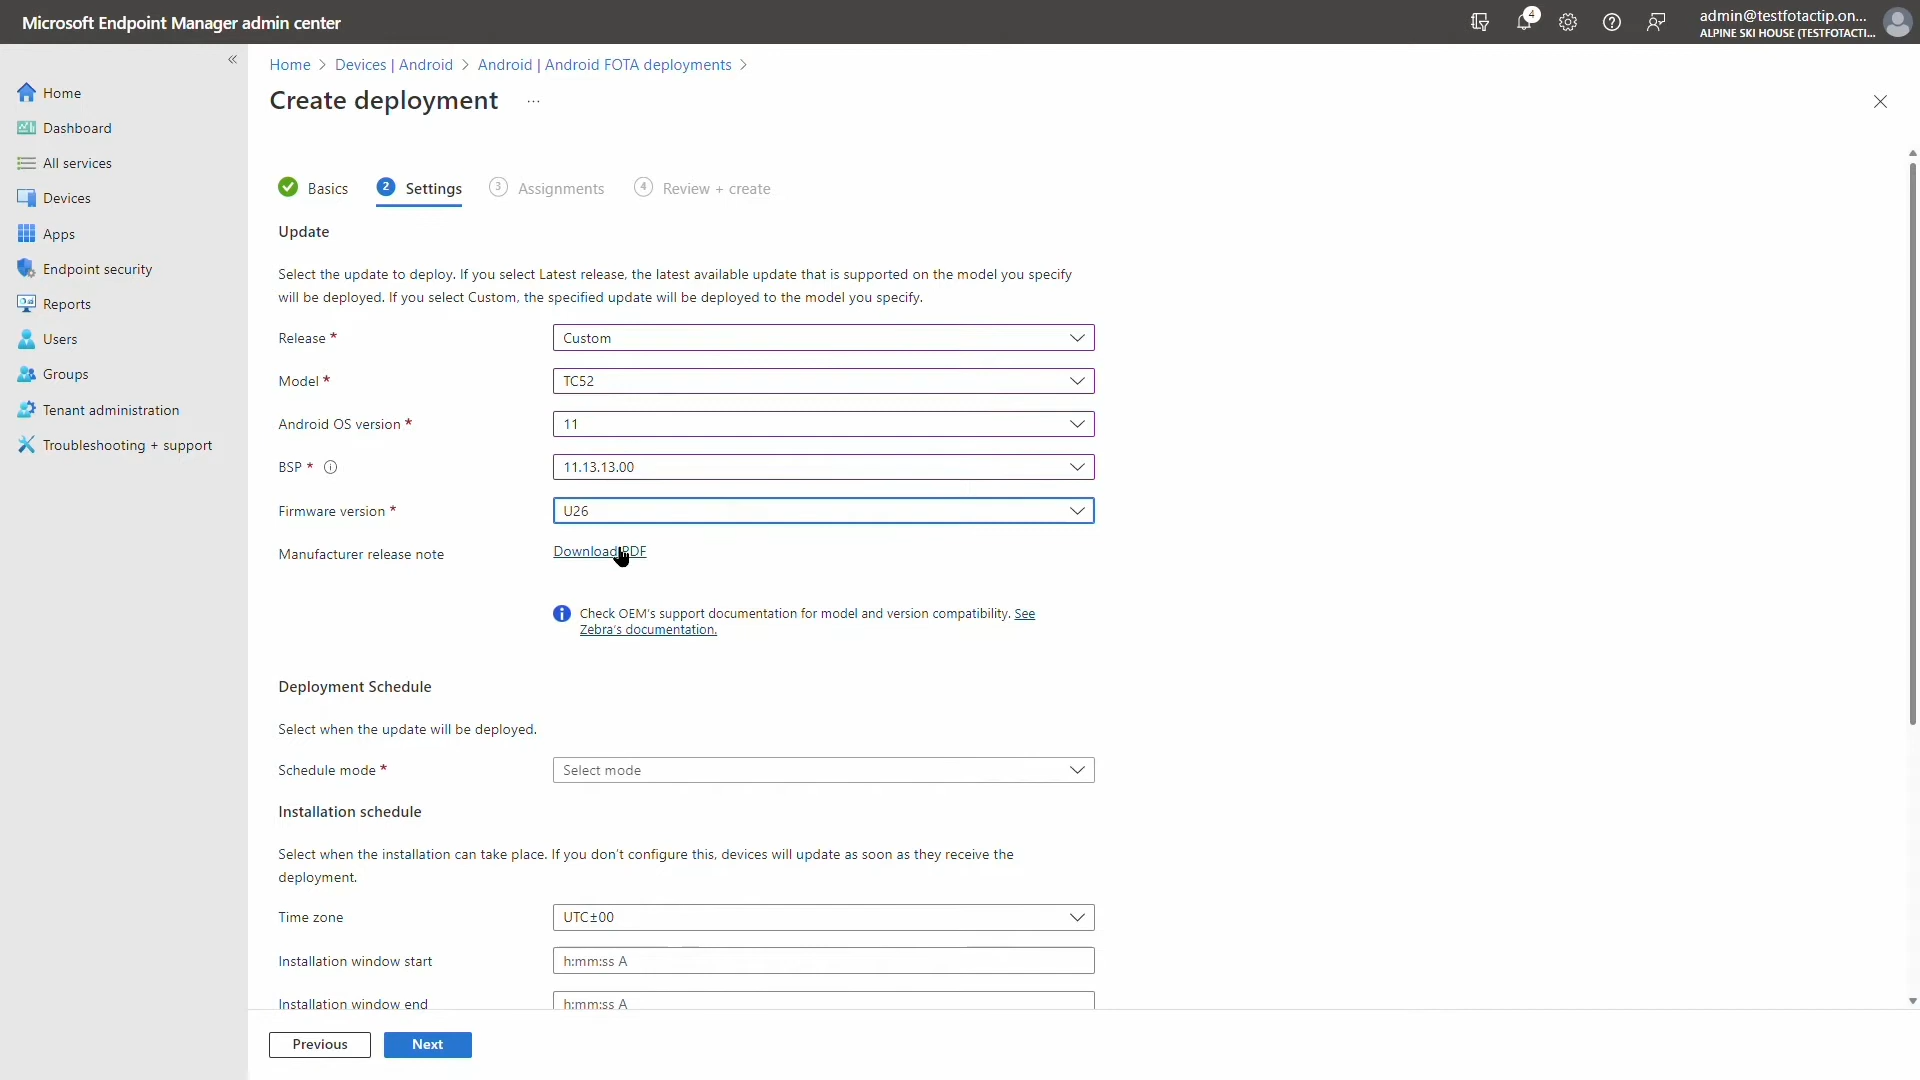 Microsoft Endpoint Manager admin center
4
admin@testfotactip.on...
ALPINE SKI HOUSE (TESTFOTACTI...
«
Home
Dashboard
All services
Devices
Apps
Endpoint security
Reports
Users
Groups
Tenant administration
Troubleshooting + support
Home > Devices | Android > Android | Android FOTA deployments >
Create deployment ...
Basics
2 Settings
3 Assignments
4 Review + create
Update
Select the update to deploy. If you select Latest release, the latest available update that is supported on the model you specify
will be deployed. If you select Custom, the specified update will be deployed to the model you specify.
Release * Custom
Model * TC52
Android OS version * 11
BSP * 11.13.13.00
Firmware version * U26
Manufacturer release note Download PDF
Check OEM's support documentation for model and version compatibility. See
Zebra's documentation.
Deployment Schedule
Select when the update will be deployed.
Schedule mode * Select mode
Installation schedule
Select when the installation can take place. If you don't configure this, devices will update as soon as they receive the
deployment.
Time zone UTC±00
Installation window start h:mm:ss A
Installation window end h:mm:ss A
Previous Next